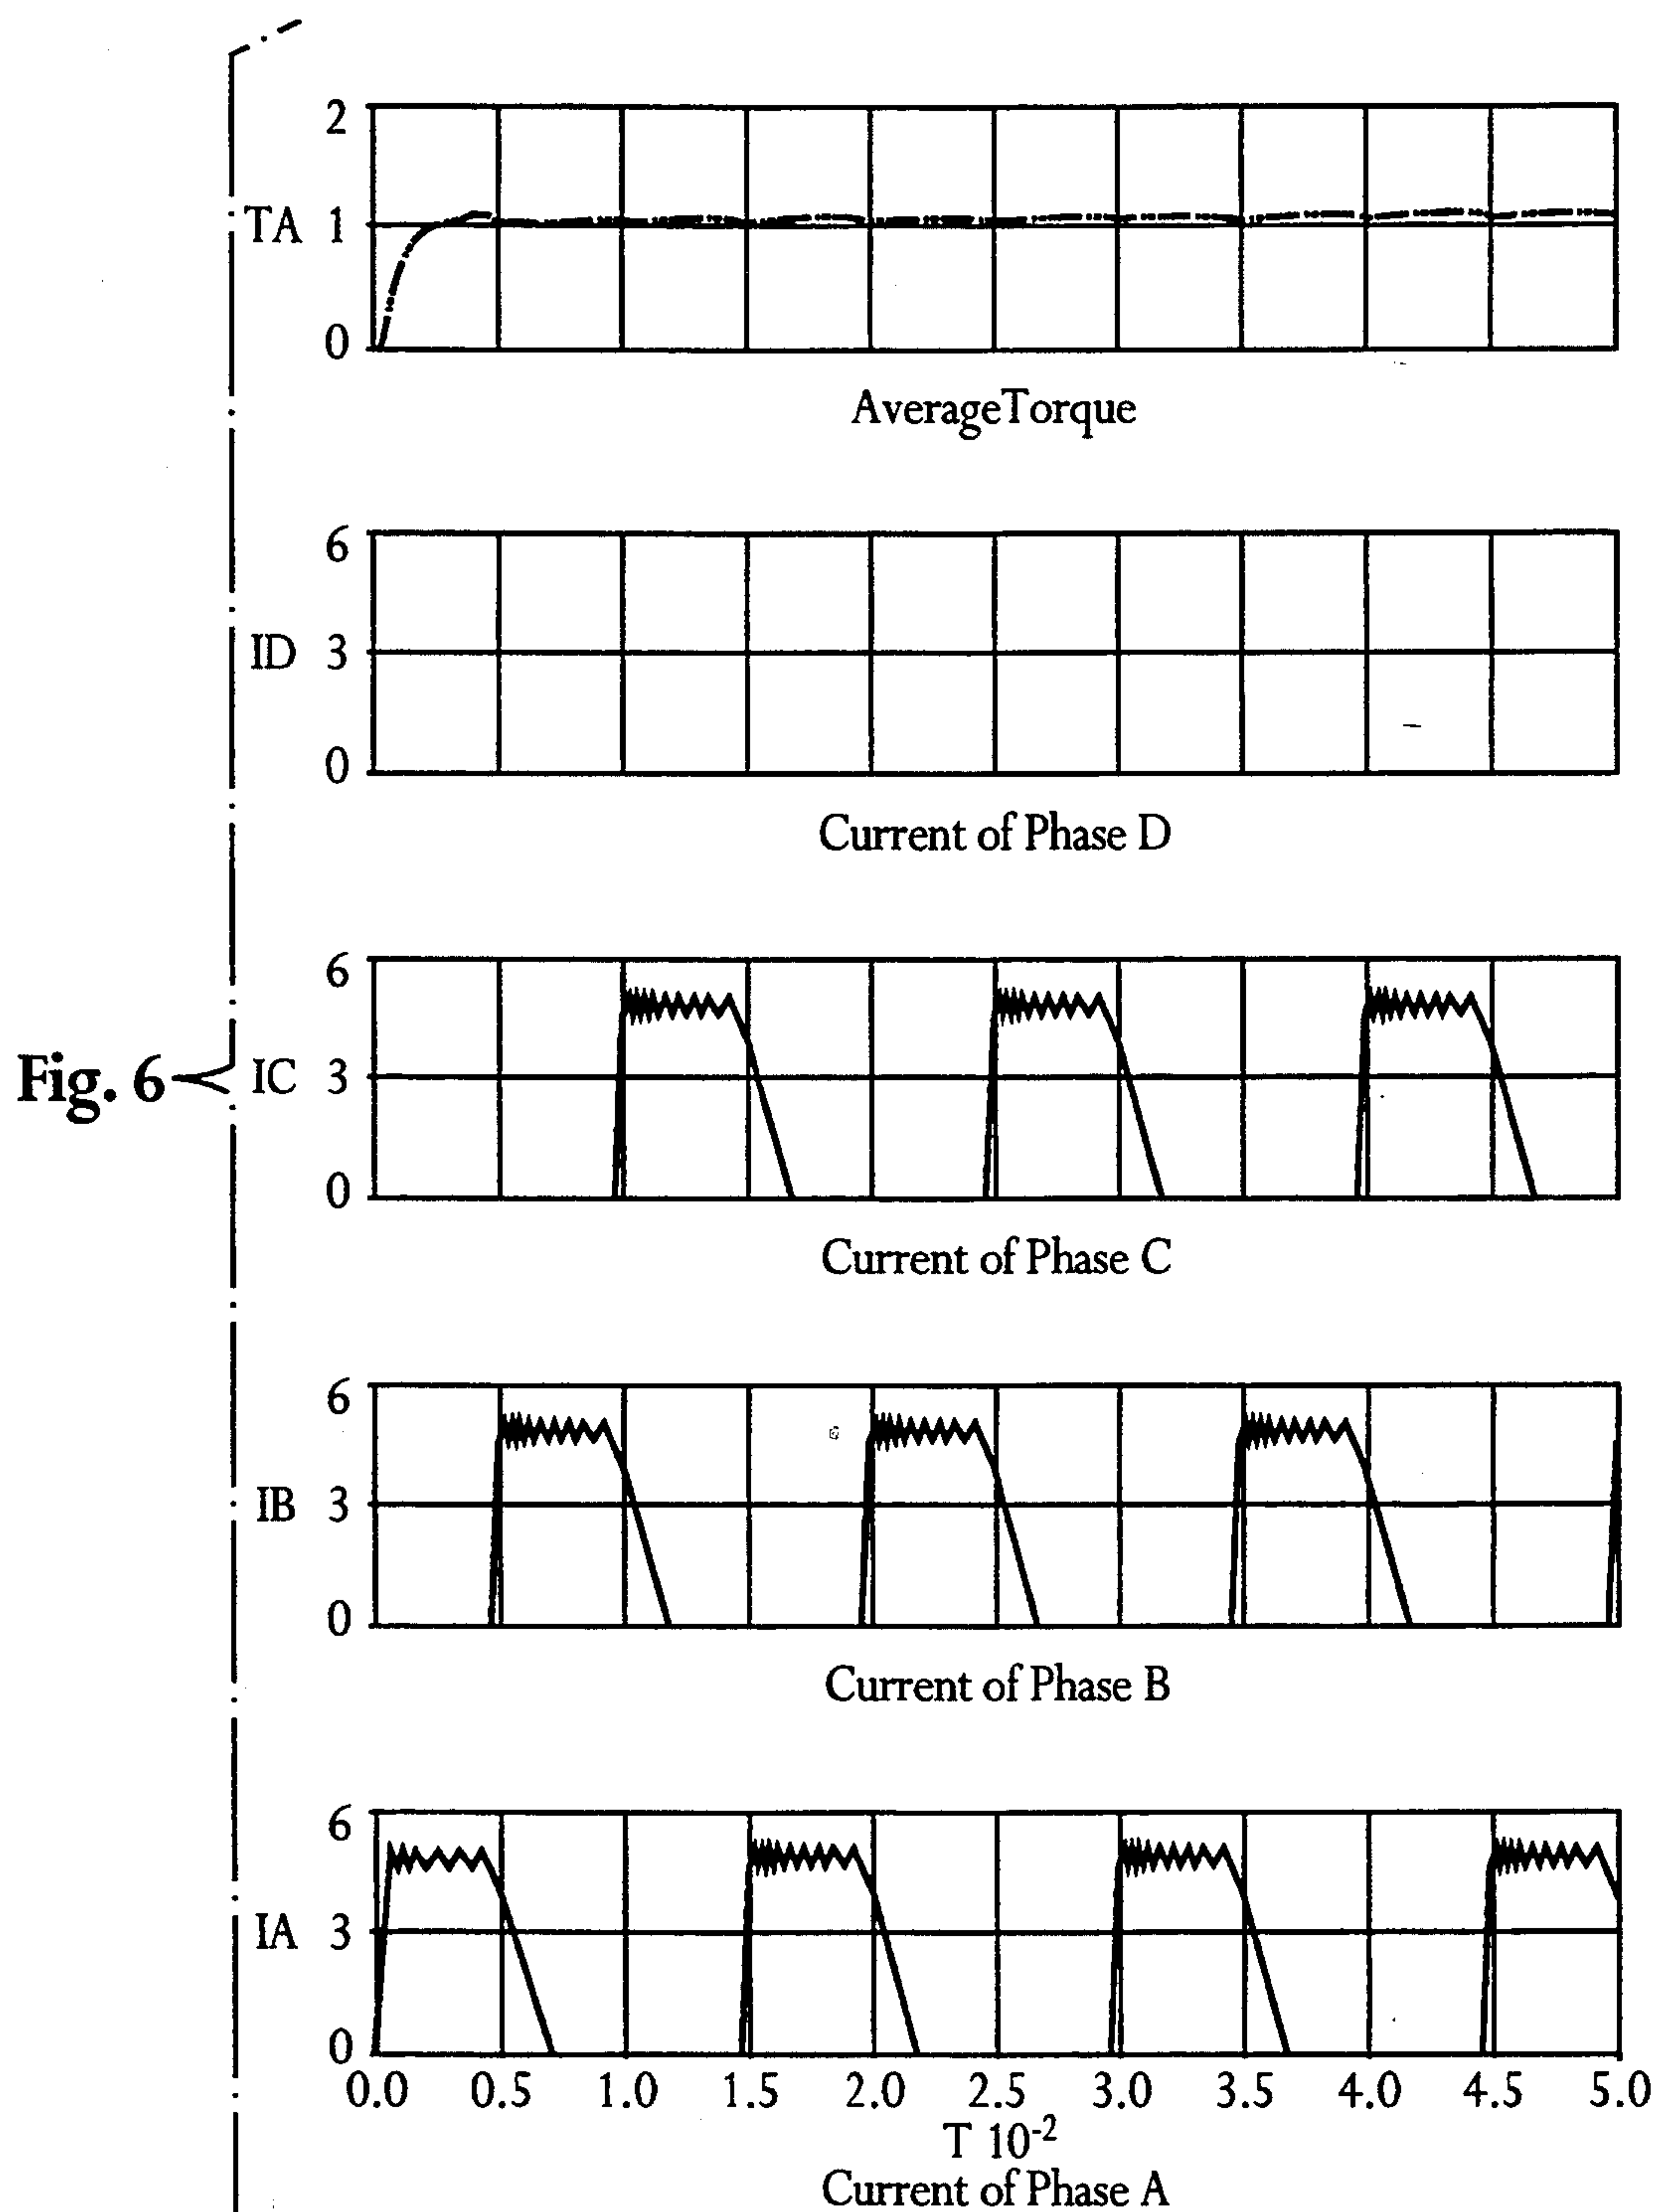 2
TA 1
0
AverageTorque
6
ID 3
0
Current of Phase D
6
Fig. 6 IC 3
0
Current of Phase C
6
IB 3
0
Current of Phase B
6
IA 3
0
0.0 0.5 1.0 1.5 2.0 2.5 3.0 3.5 4.0 4.5 5.0
T 10⁻²
Current of Phase A